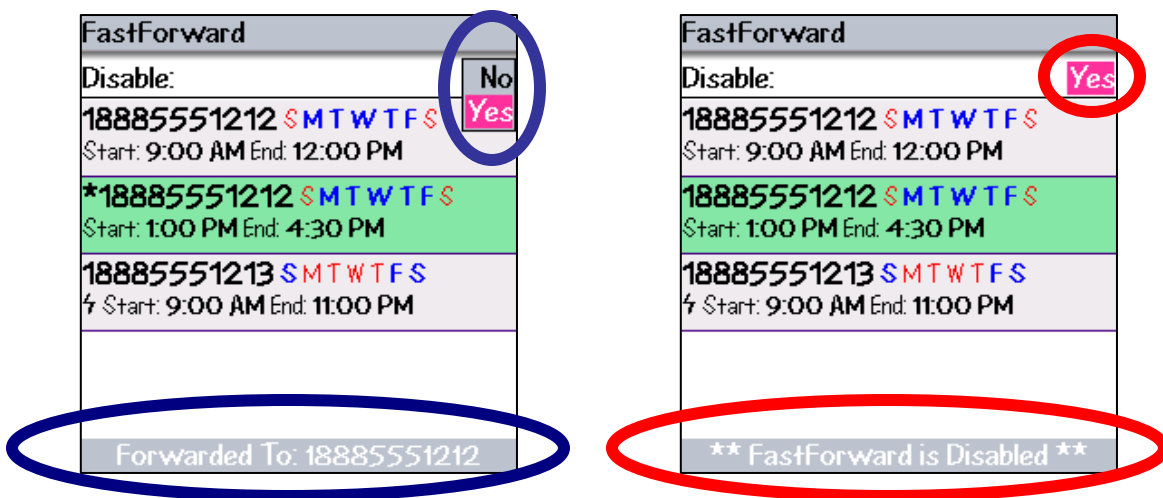 FastForward
Disable: No
Yes
18885551212 S M T W T F S
Start: 9:00 AM End: 12:00 PM
*18885551212 S M T W T F S
Start: 1:00 PM End: 4:30 PM
18885551213 S M T W T F S
ϟ Start: 9:00 AM End: 11:00 PM
Forwarded To: 18885551212
FastForward
Disable: Yes
18885551212 S M T W T F S
Start: 9:00 AM End: 12:00 PM
18885551212 S M T W T F S
Start: 1:00 PM End: 4:30 PM
18885551213 S M T W T F S
ϟ Start: 9:00 AM End: 11:00 PM
** FastForward is Disabled **